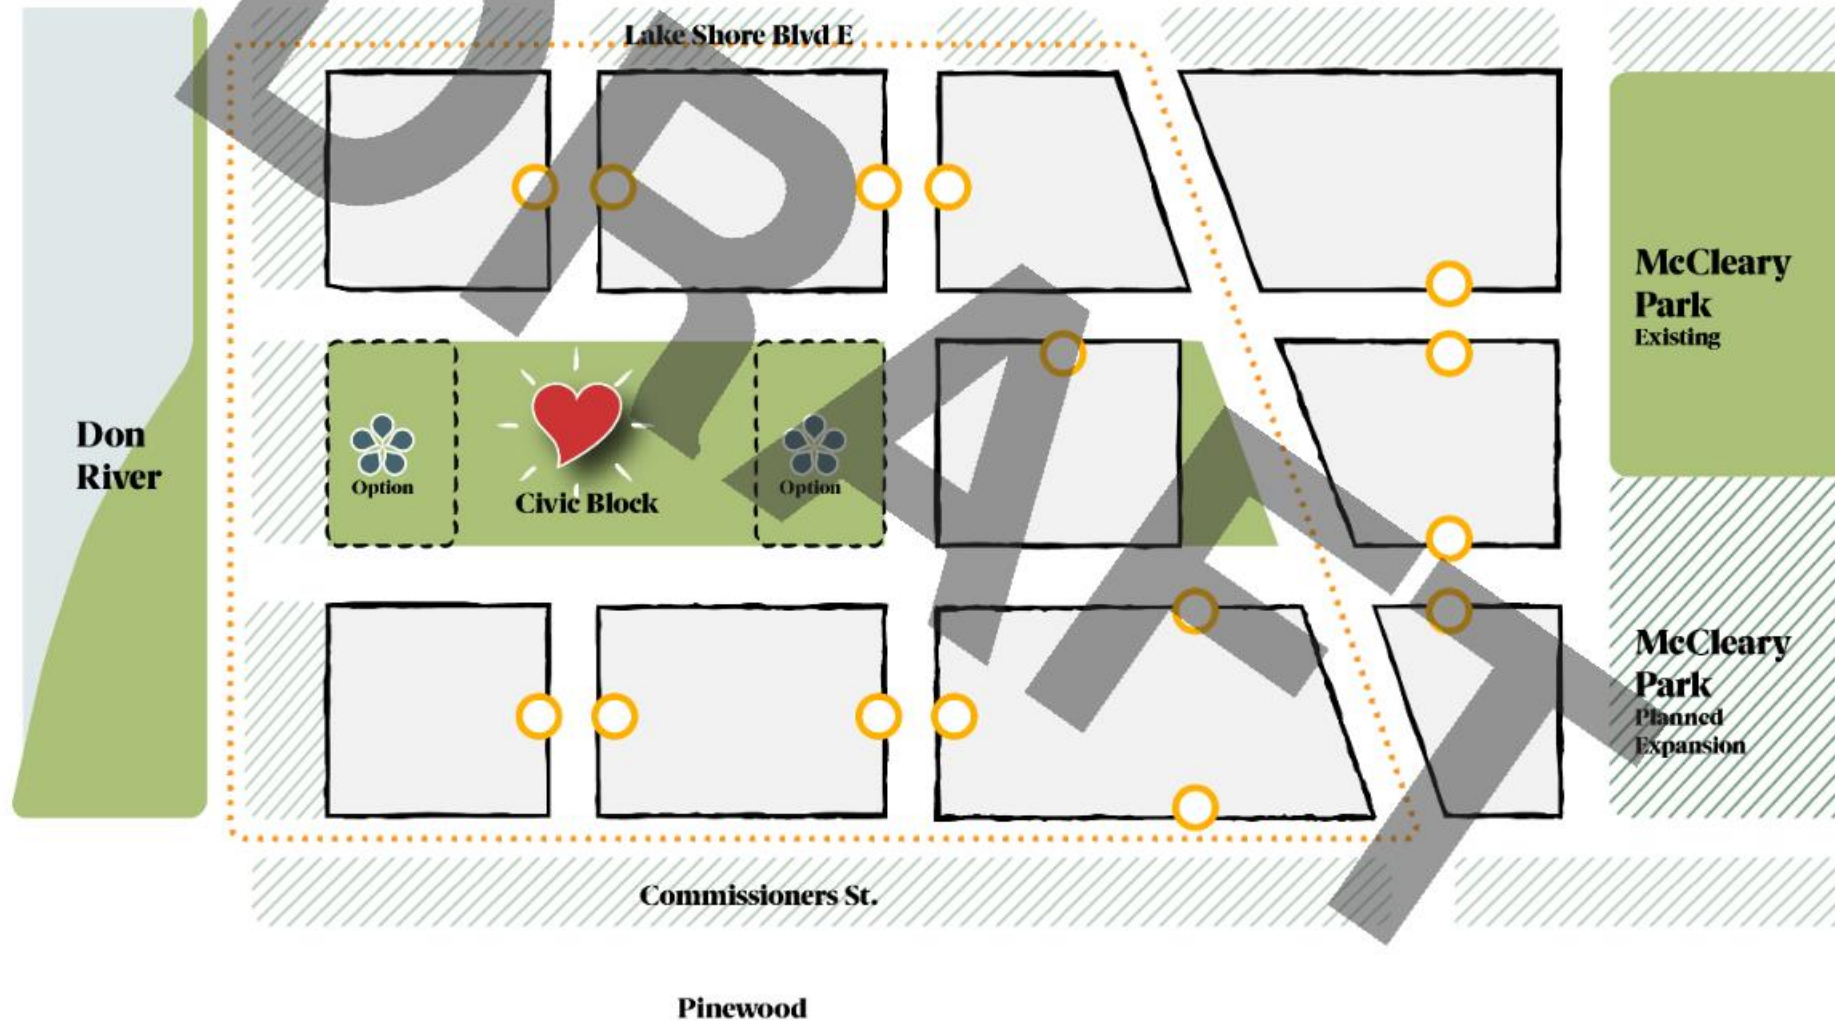 Lake Shore Blvd E
McCleary
Park
Existing
Don
River
Option
Civic Block
Option
McCleary
Park
Planned
Expansion
Commissioners St.
Pinewood
DRAFT